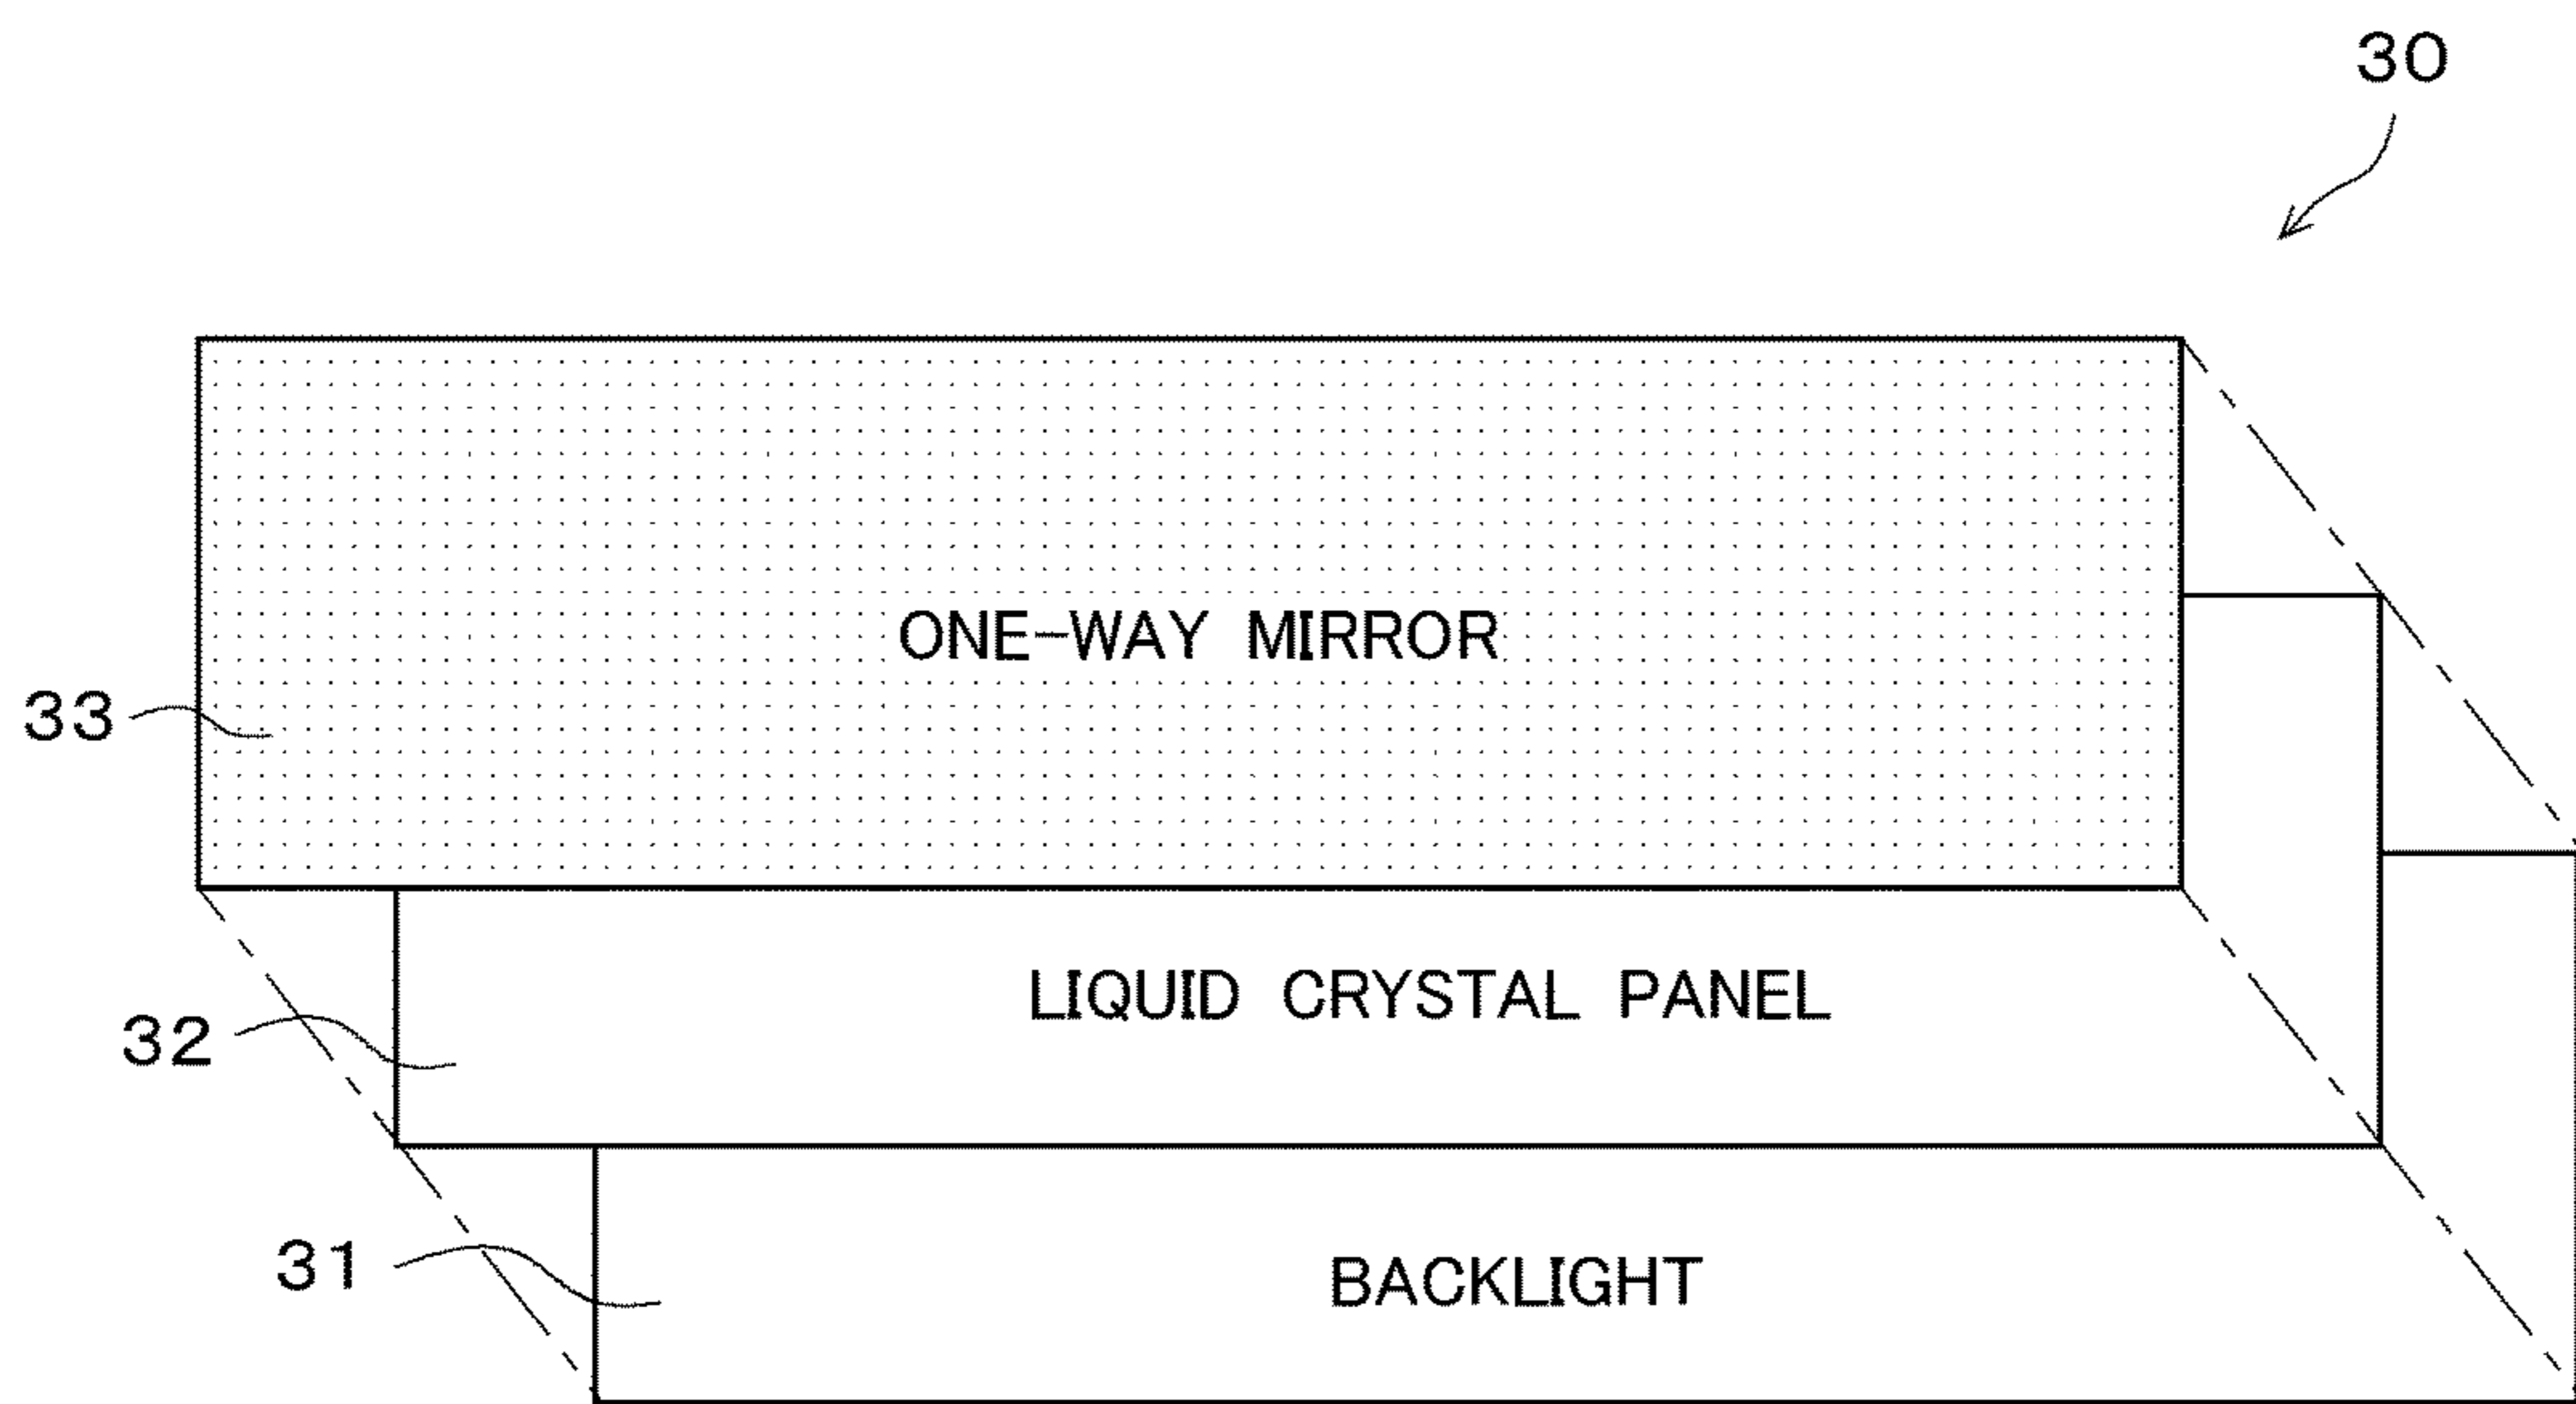 30
ONE-WAY MIRROR
33
LIQUID CRYSTAL PANEL
32
31
BACKLIGHT